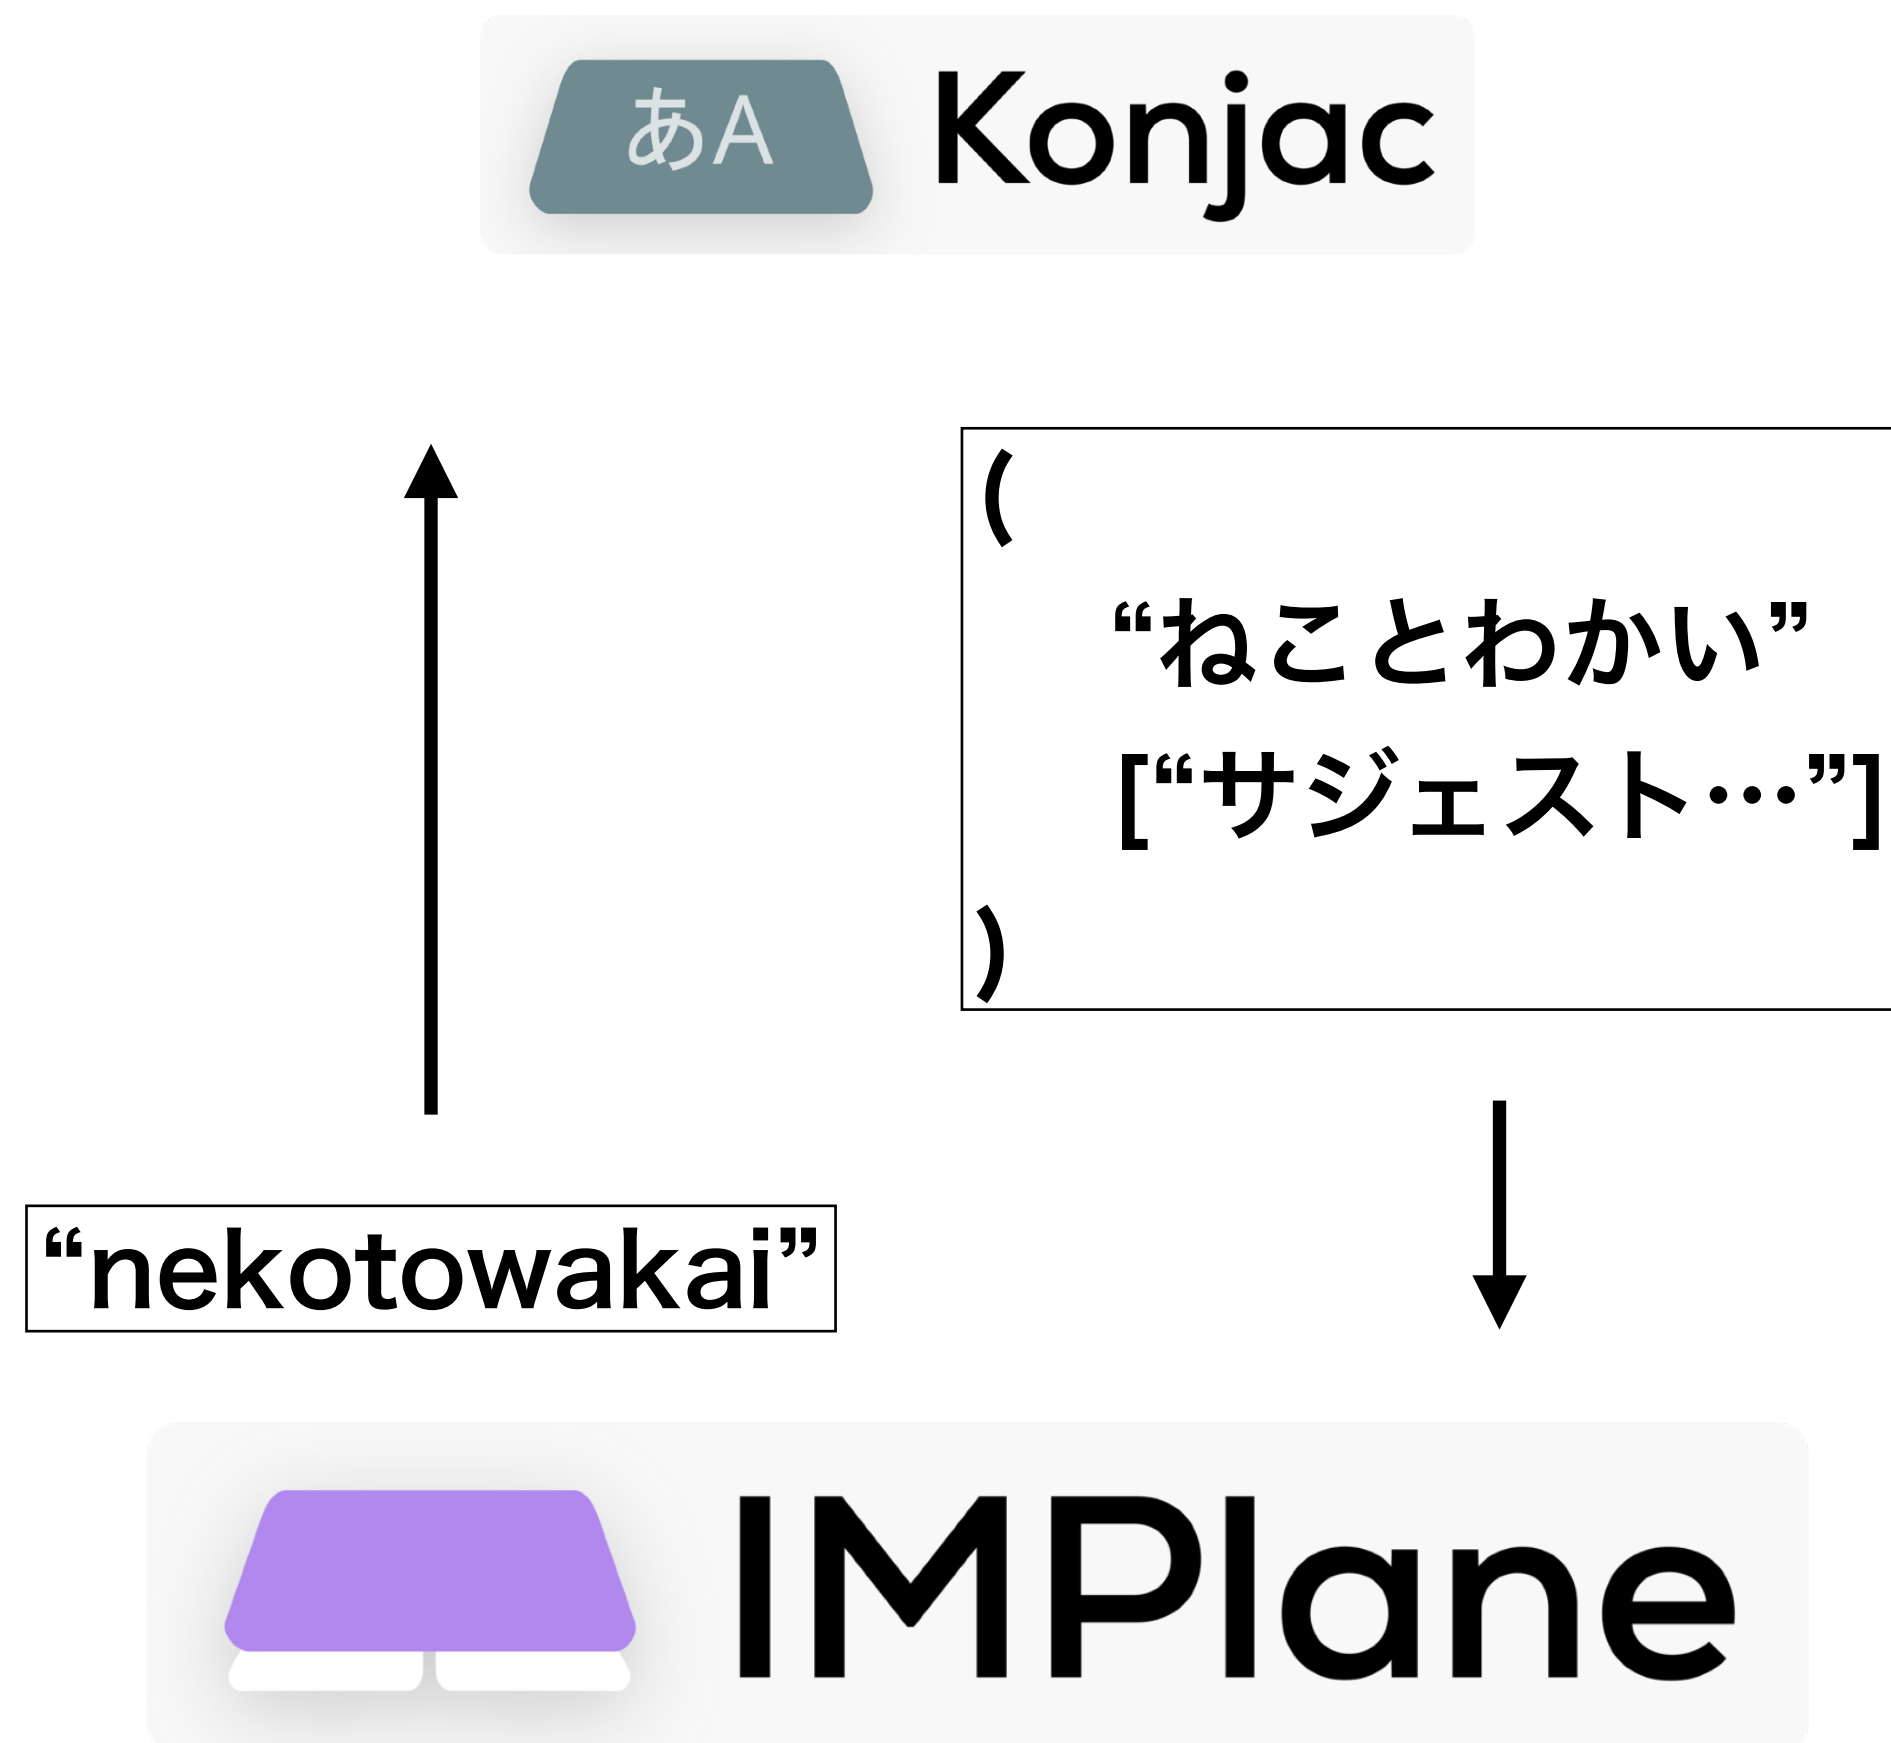 あA Konjac
(
“ねことわかい”
[“サジェスト…”]
)
“nekotowakai”
IMPlane